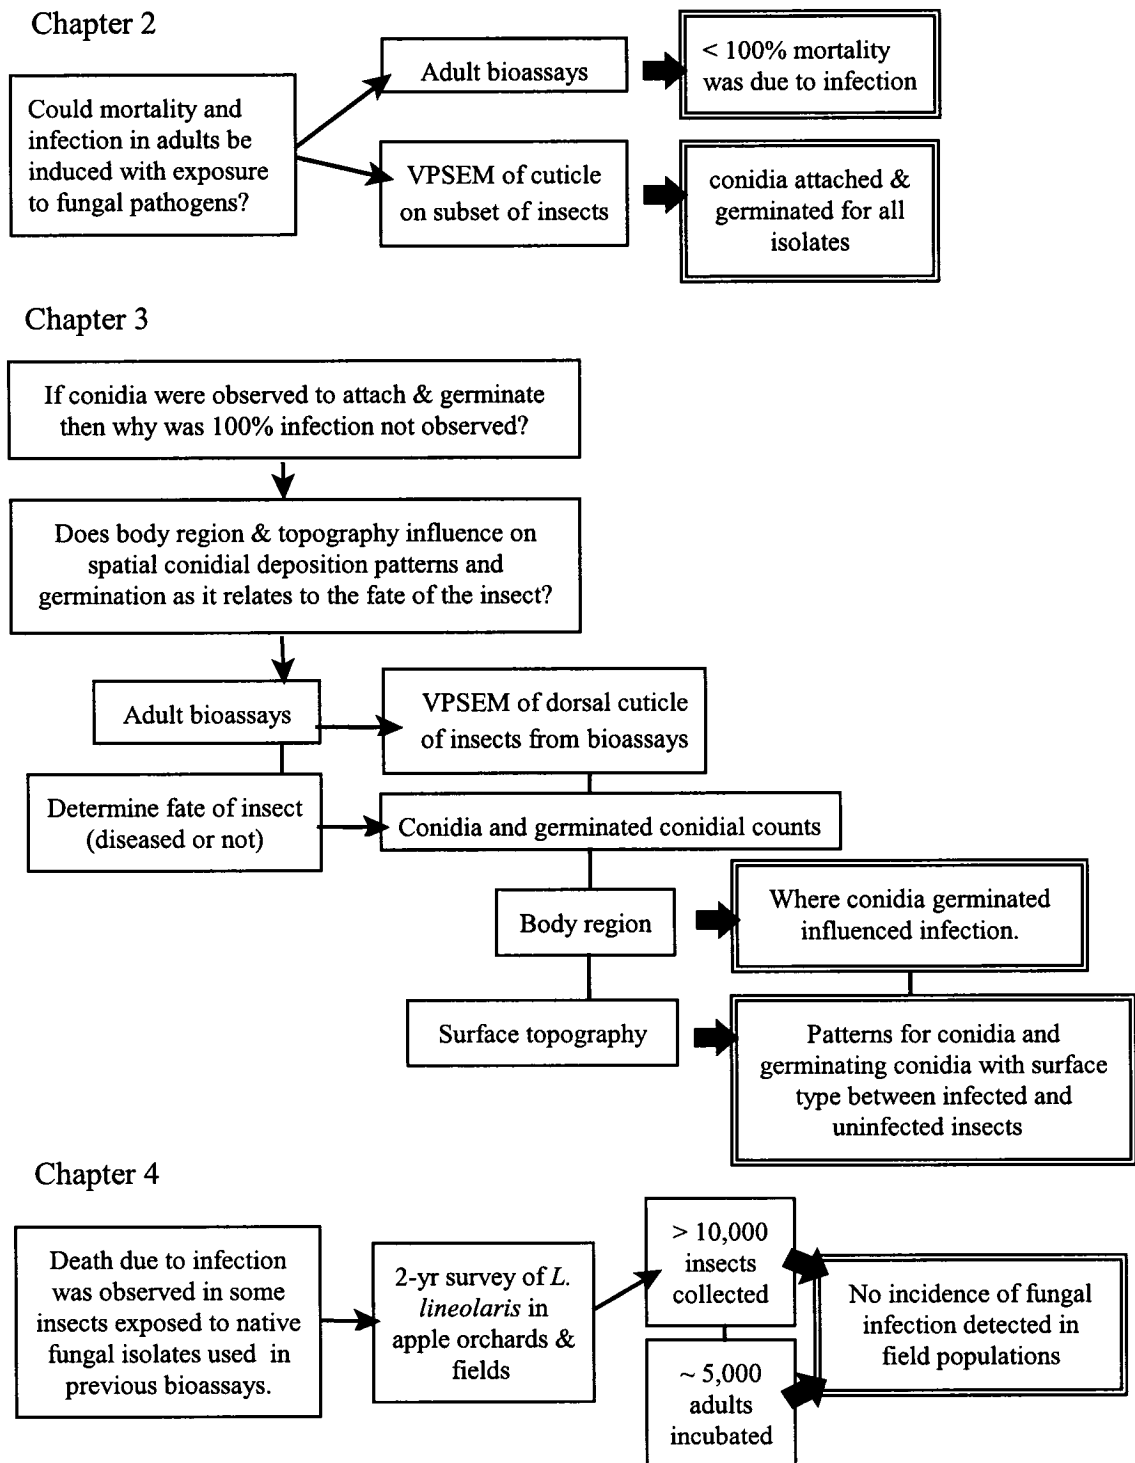 Chapter 2
Could mortality and
infection in adults be
induced with exposure
to fungal pathogens?
Adult bioassays
< 100% mortality
was due to infection
VPSEM of cuticle
on subset of insects
conidia attached &
germinated for all
isolates
Chapter 3
If conidia were observed to attach & germinate
then why was 100% infection not observed?
Does body region & topography influence on
spatial conidial deposition patterns and
germination as it relates to the fate of the insect?
Adult bioassays
VPSEM of dorsal cuticle
of insects from bioassays
Determine fate of insect
(diseased or not)
Conidia and germinated conidial counts
Body region
Where conidia germinated
influenced infection.
Surface topography
Patterns for conidia and
germinating conidia with surface
type between infected and
uninfected insects
Chapter 4
Death due to infection
was observed in some
insects exposed to native
fungal isolates used in
previous bioassays.
2-yr survey of L.
lineolaris in
apple orchards &
fields
> 10,000
insects
collected
~ 5,000
adults
incubated
No incidence of fungal
infection detected in
field populations